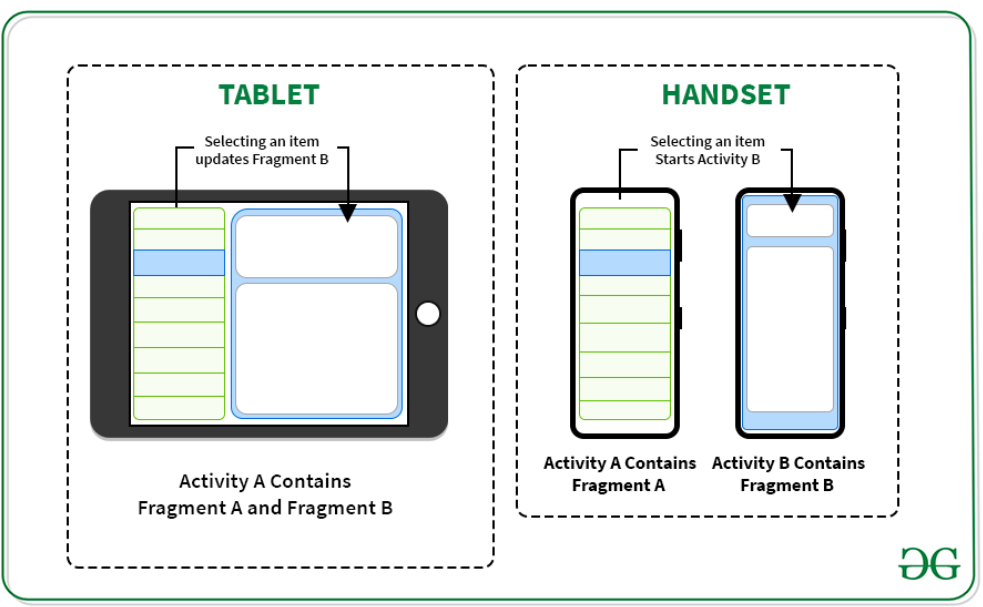 TABLET
Selecting an item
updates Fragment B
Activity A Contains
Fragment A and Fragment B
HANDSET
Selecting an item
Starts Activity B
Activity A Contains
Fragment A
Activity B Contains
Fragment B